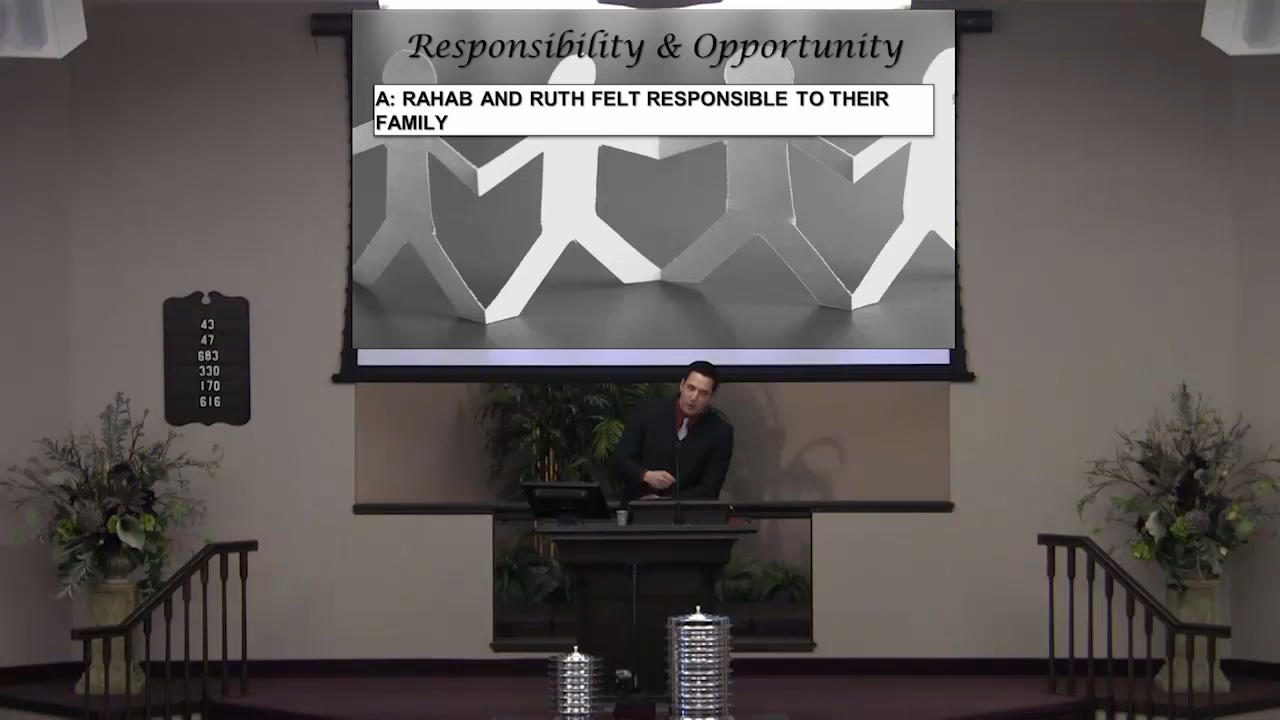 Responsibility & Opportunity
A: RAHAB AND RUTH FELT RESPONSIBLE TO THEIR
FAMILY
43
47
683
330
170
616